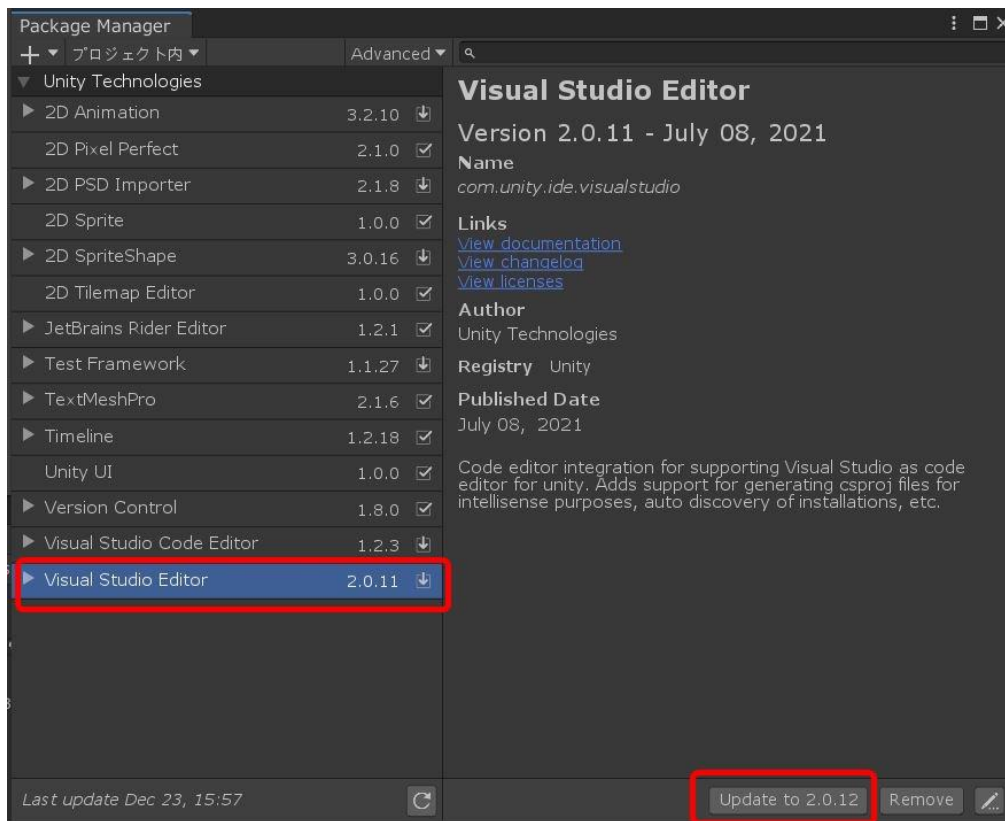 Package Manager
プロジェクト内
Advanced
Unity Technologies
2D Animation 3.2.10
2D Pixel Perfect 2.1.0
2D PSD Importer 2.1.8
2D Sprite 1.0.0
2D SpriteShape 3.0.16
2D Tilemap Editor 1.0.0
JetBrains Rider Editor 1.2.1
Test Framework 1.1.27
TextMeshPro 2.1.6
Timeline 1.2.18
Unity UI 1.0.0
Version Control 1.8.0
Visual Studio Code Editor 1.2.3
Visual Studio Editor 2.0.11
Last update Dec 23, 15:57
Visual Studio Editor
Version 2.0.11 - July 08, 2021
Name
com.unity.ide.visualstudio
Links
View documentation
View changelog
View licenses
Author
Unity Technologies
Registry Unity
Published Date
July 08, 2021
Code editor integration for supporting Visual Studio as code
editor for unity. Adds support for generating csproj files for
intellisense purposes, auto discovery of installations, etc.
Update to 2.0.12
Remove